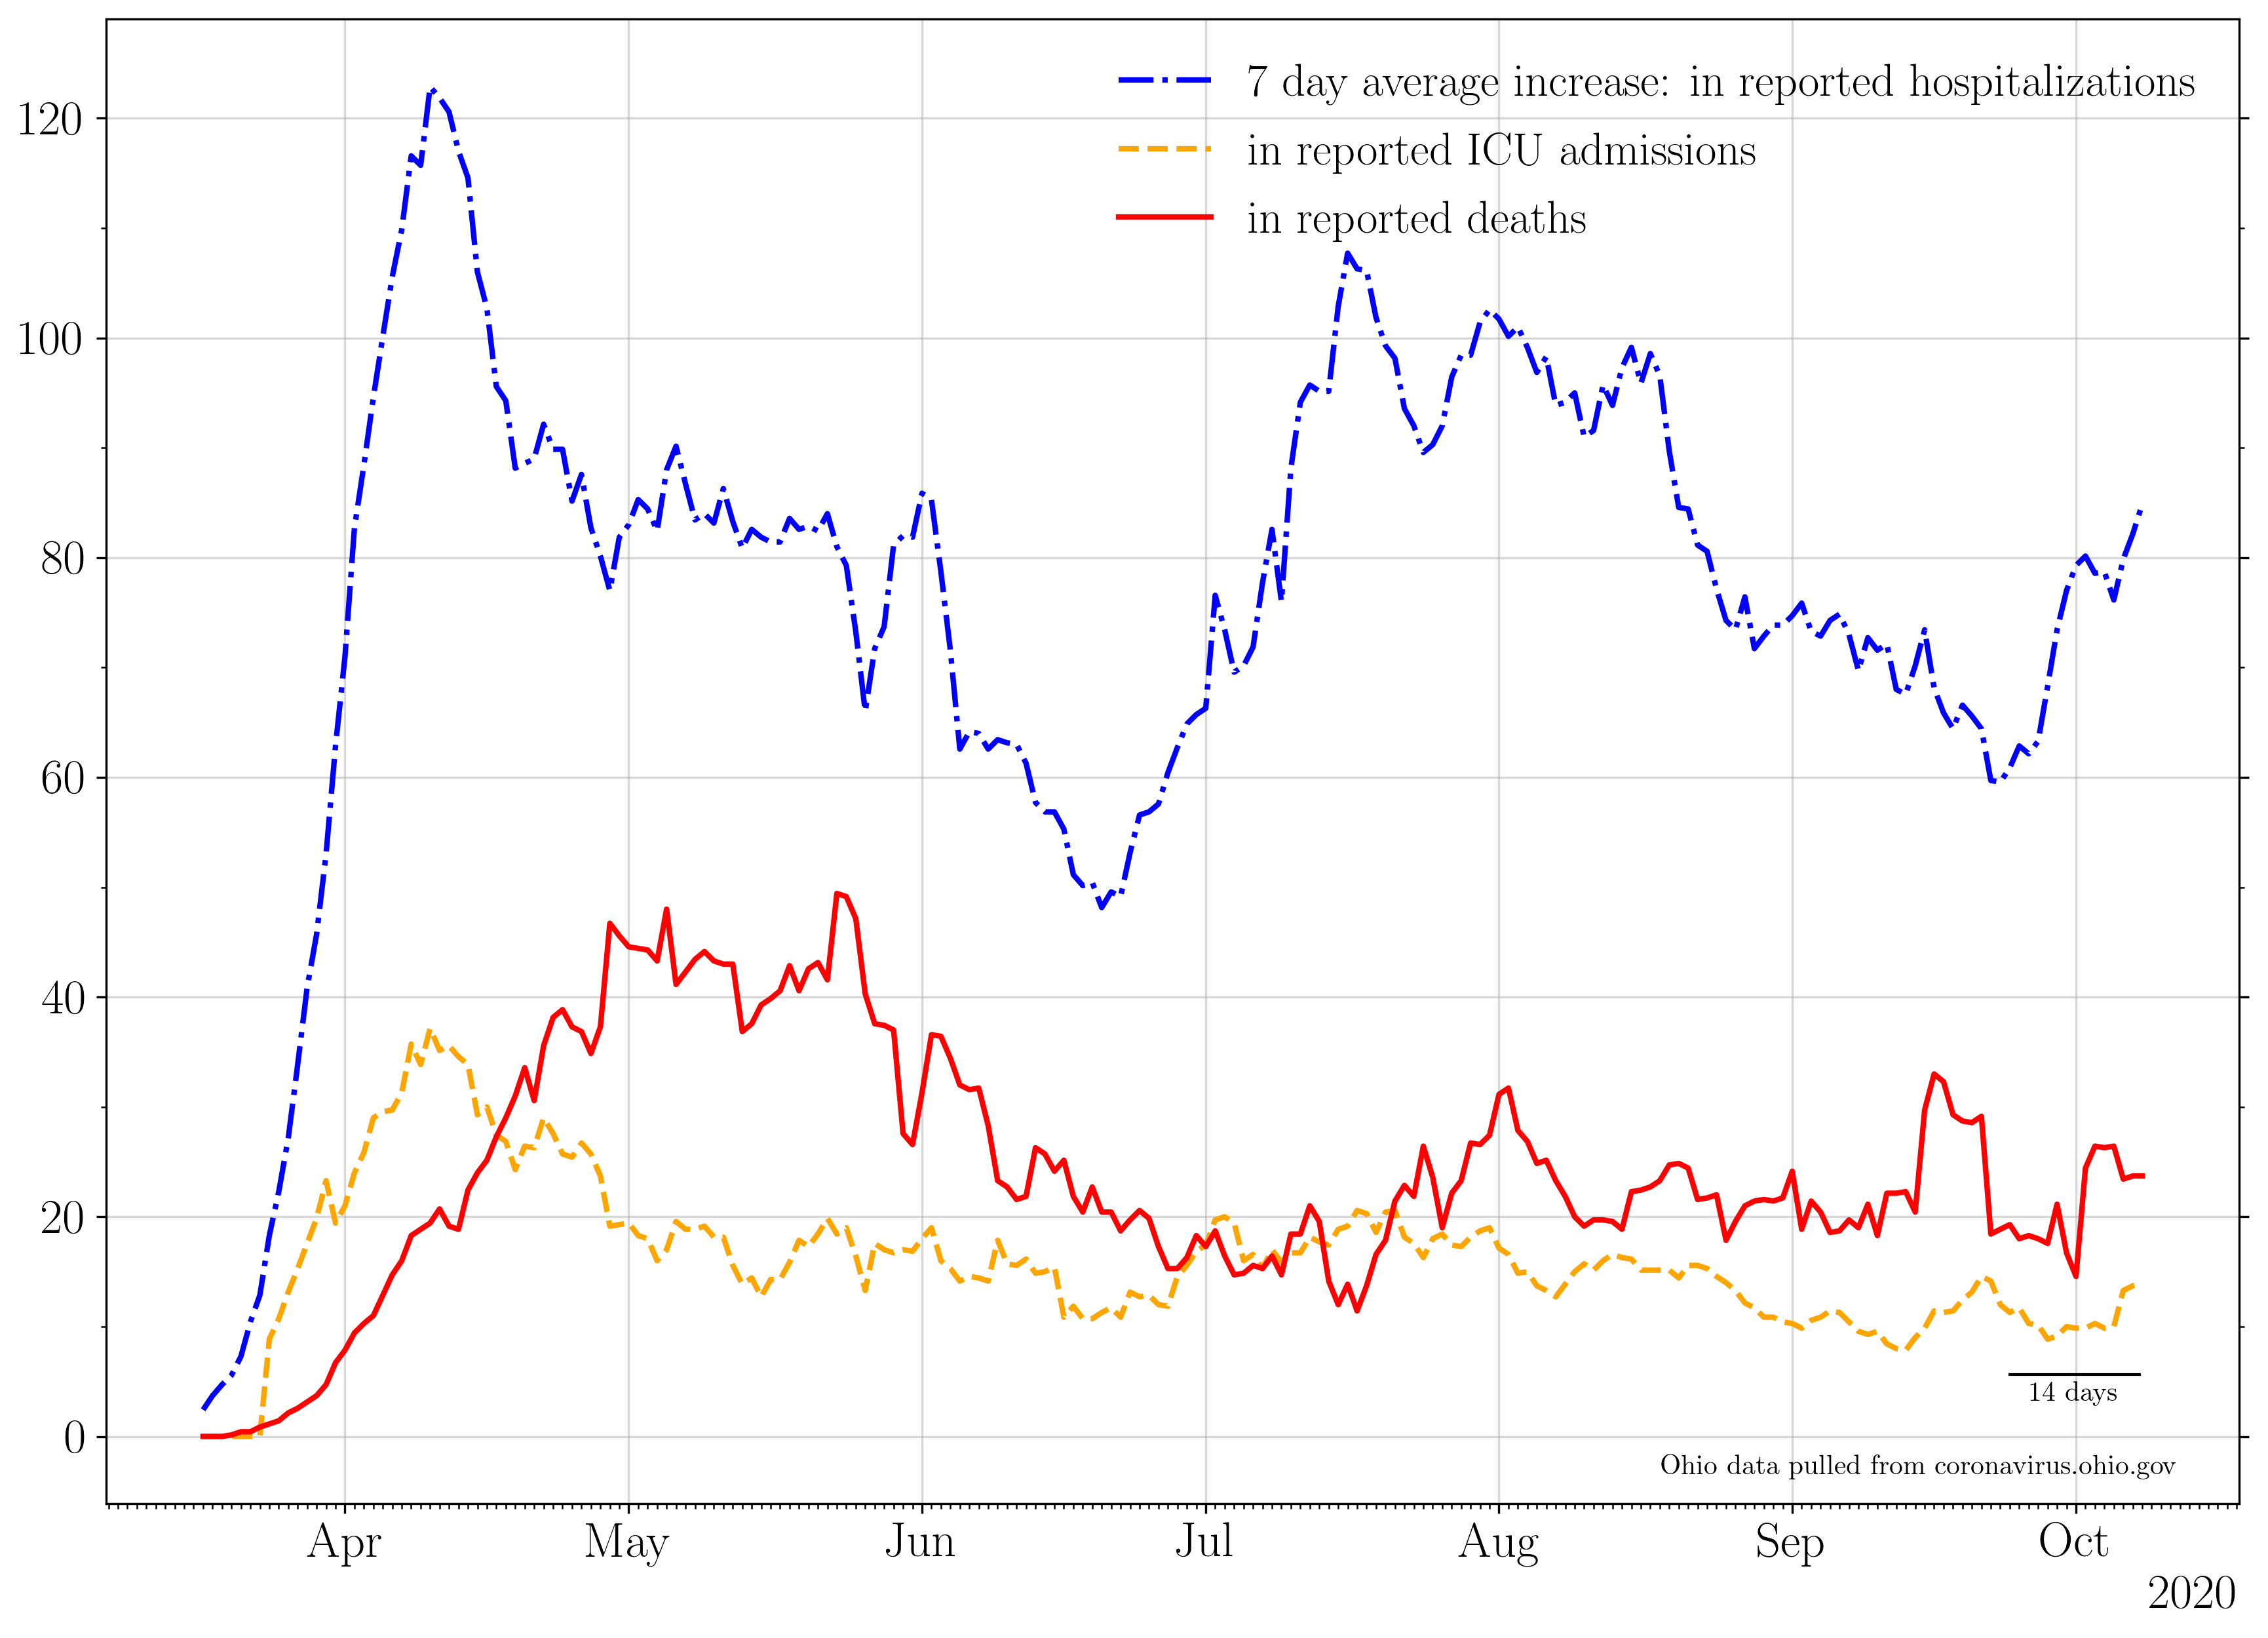 7 day average increase: in reported hospitalizations
in reported ICU admissions
in reported deaths
120
100
80
60
40
20
0
14 days
Ohio data pulled from coronavirus.ohio.gov
Apr May Jun Jul Aug Sep Oct
2020